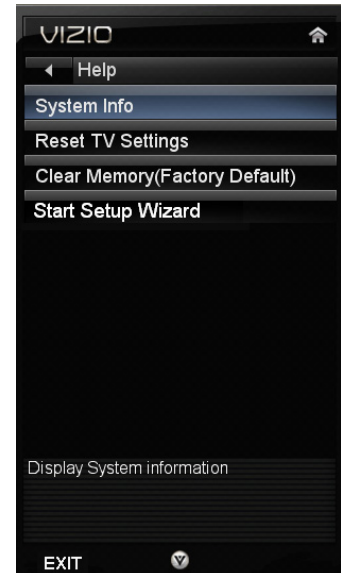 VIZIO
Help
System Info
Reset TV Settings
Clear Memory(Factory Default)
Start Setup Wizard
Display System information
EXIT